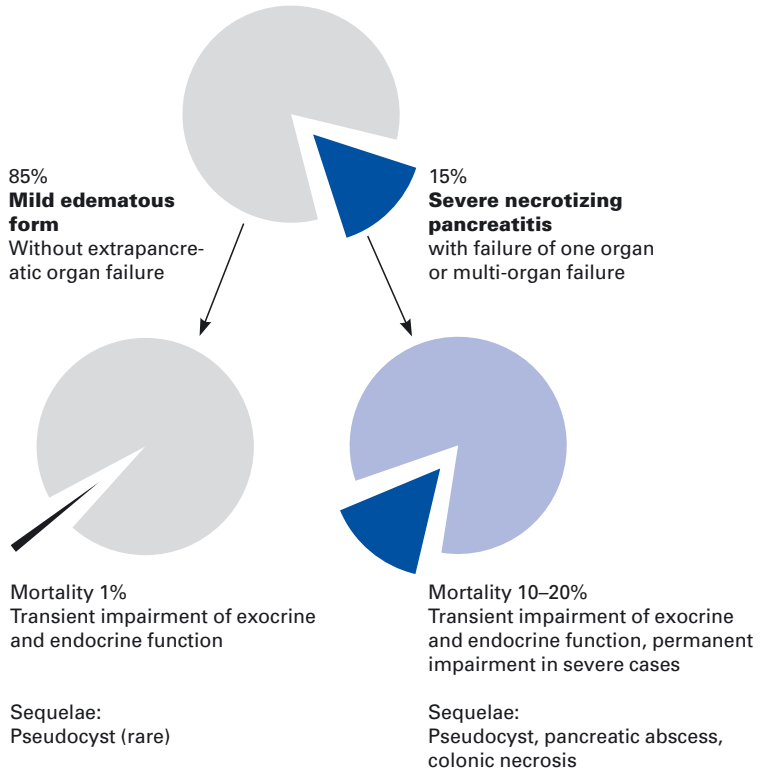 85%
Mild edematous
form
Without extrapancre-
atic organ failure
15%
Severe necrotizing
pancreatitis
with failure of one organ
or multi-organ failure
Mortality 1%
Transient impairment of exocrine
and endocrine function
Sequelae:
Pseudocyst (rare)
Mortality 10–20%
Transient impairment of exocrine
and endocrine function, permanent
impairment in severe cases
Sequelae:
Pseudocyst, pancreatic abscess,
colonic necrosis